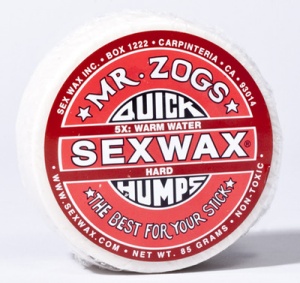 SEX WAX INC. • BOX 1222 • CARPINTERIA • CA • 93014
MR. ZOGS
QUICK
5X: WARM WATER
SEXWAX®
HARD
HUMPS
★THE BEST FOR YOUR STICK★
• WWW.SEXWAX.COM • NET WT. 85 GRAMS • NON-TOXIC •